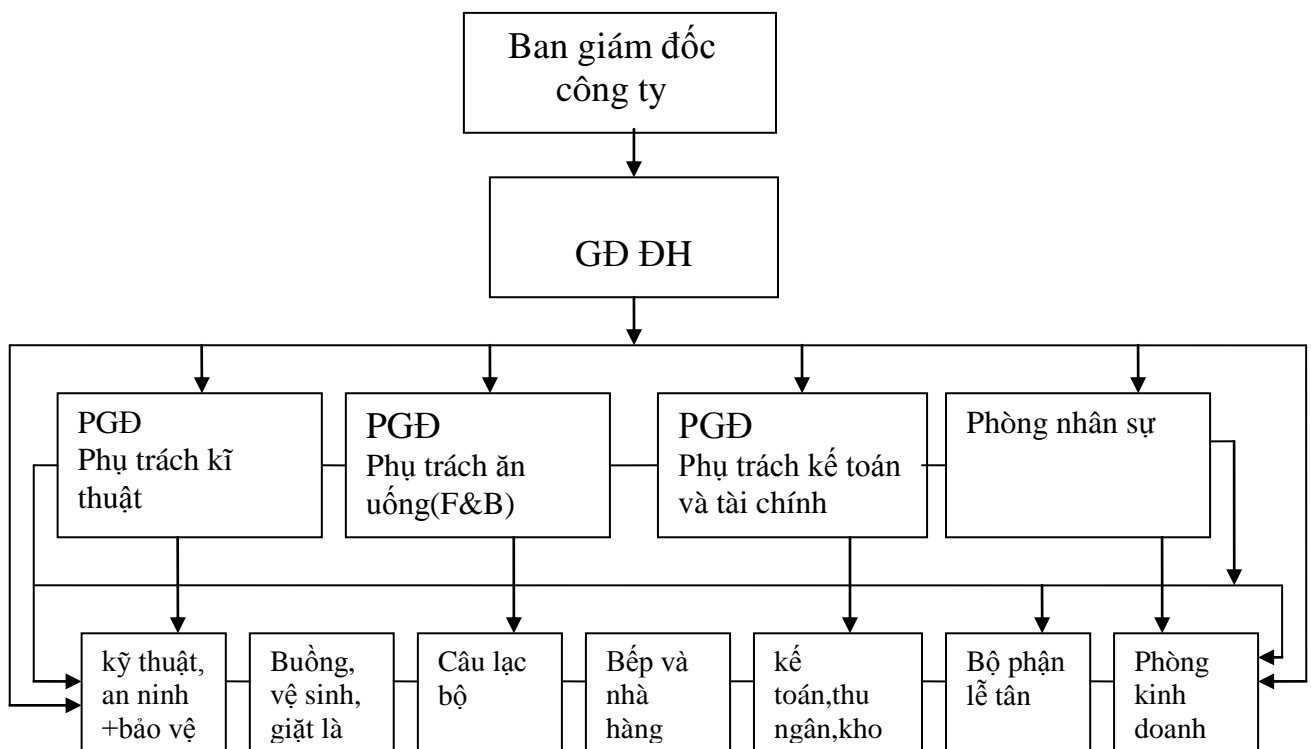 Ban giám đốc
công ty
GĐ ĐH
PGĐ
Phụ trách kĩ
thuật
PGĐ
Phụ trách ăn
uống(F&B)
PGĐ
Phụ trách kế toán
và tài chính
Phòng nhân sự
kỹ thuật,
an ninh
+bảo vệ
Buồng,
vệ sinh,
giặt là
Câu lạc
bộ
Bếp và
nhà
hàng
kế
toán,thu
ngân,kho
Bộ phận
lễ tân
Phòng
kinh
doanh